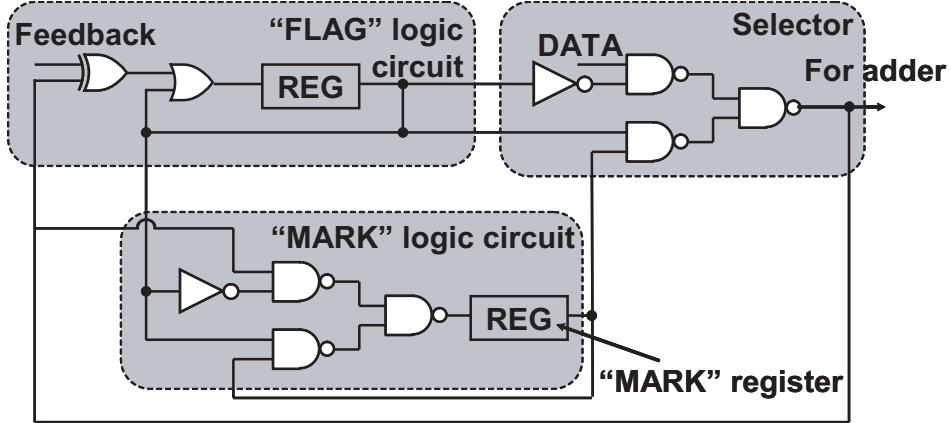 Feedback
“FLAG” logic
circuit
REG
DATA
Selector
For adder
“MARK” logic circuit
REG
“MARK” register